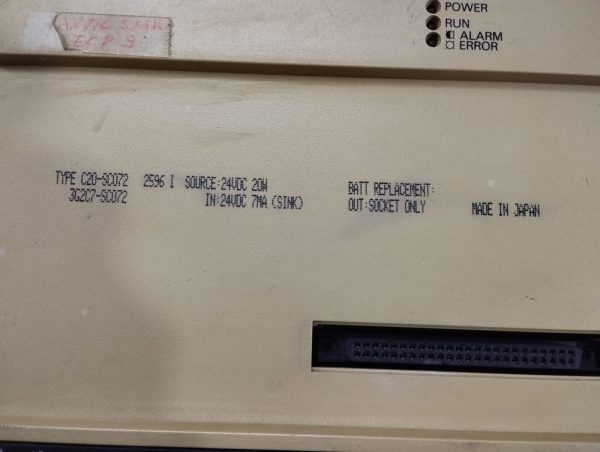 POWER
RUN
ALARM
ERROR
TYPE C20-SC072 2596 I SOURCE:24VDC 20W BATT REPLACEMENT:
3G2C7-SC072 IN:24VDC 7MA (SINK) OUT:SOCKET ONLY MADE IN JAPAN